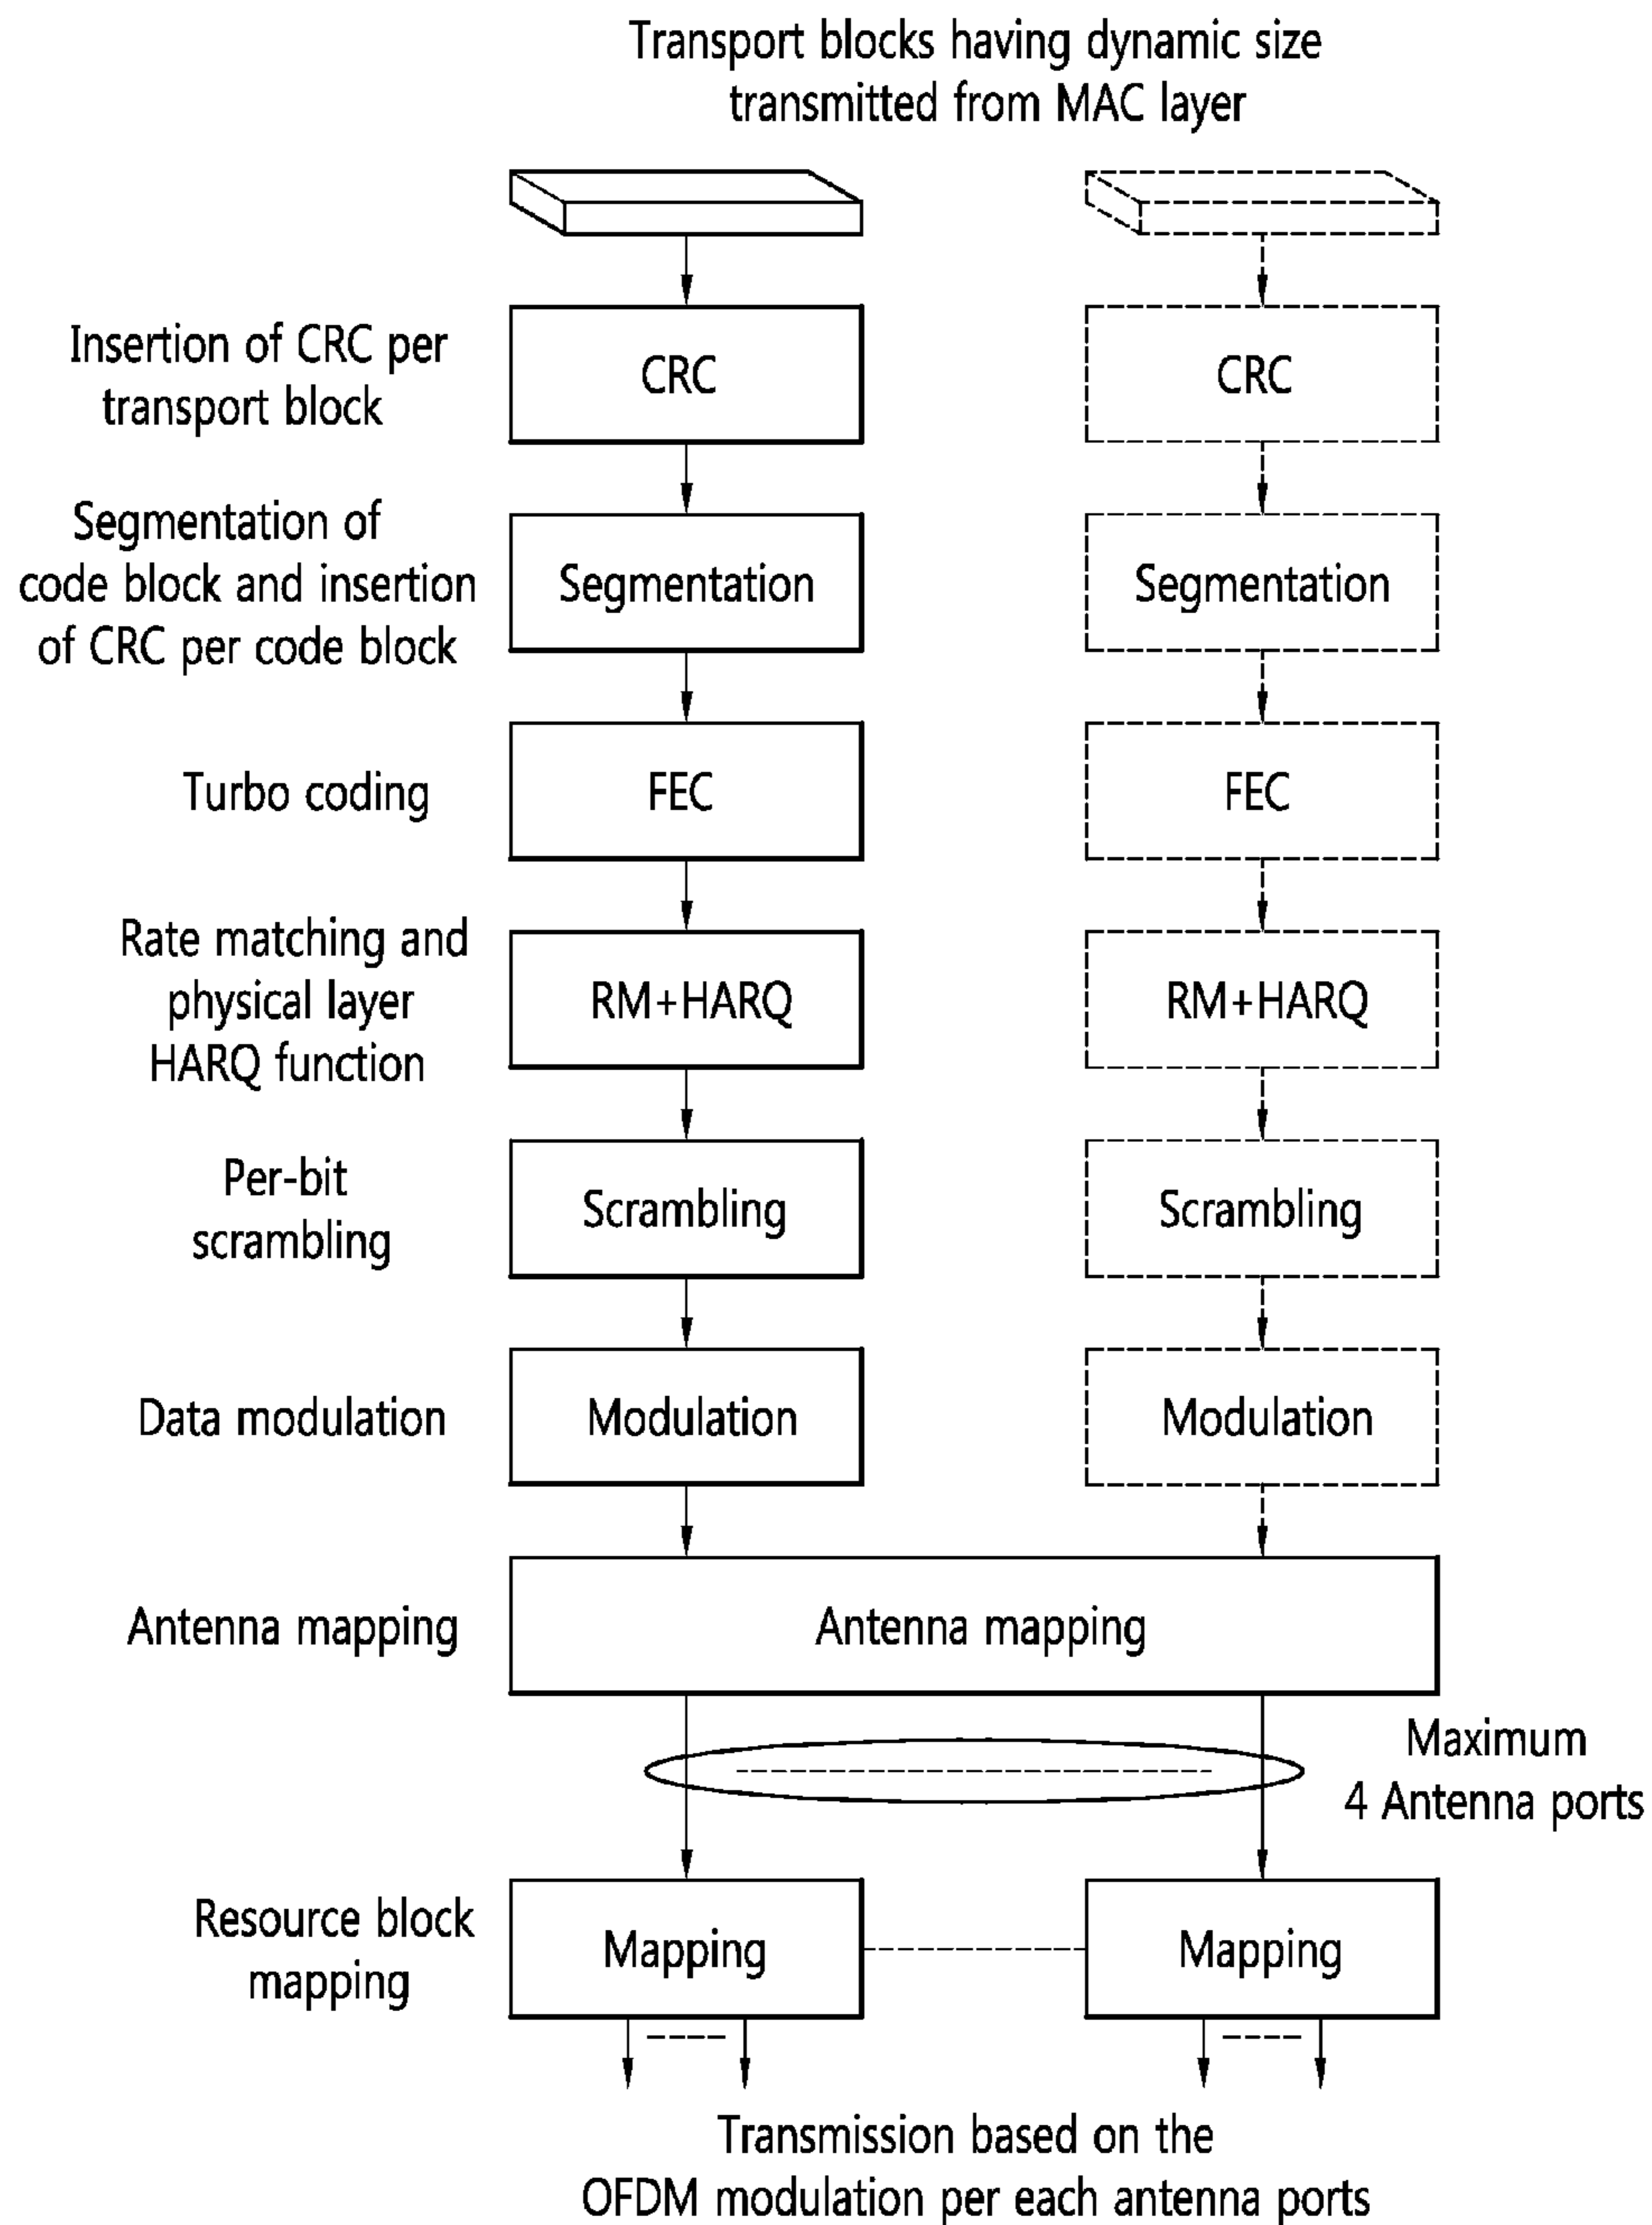 Transport blocks having dynamic size
transmitted from MAC layer
Insertion of CRC per
transport block
CRC
CRC
Segmentation of
code block and insertion
of CRC per code block
Segmentation
Segmentation
Turbo coding
FEC
FEC
Rate matching and
physical layer
HARQ function
RM+HARQ
RM+HARQ
Per-bit
scrambling
Scrambling
Scrambling
Data modulation
Modulation
Modulation
Antenna mapping
Antenna mapping
Maximum
4 Antenna ports
Resource block
mapping
Mapping
Mapping
Transmission based on the
OFDM modulation per each antenna ports